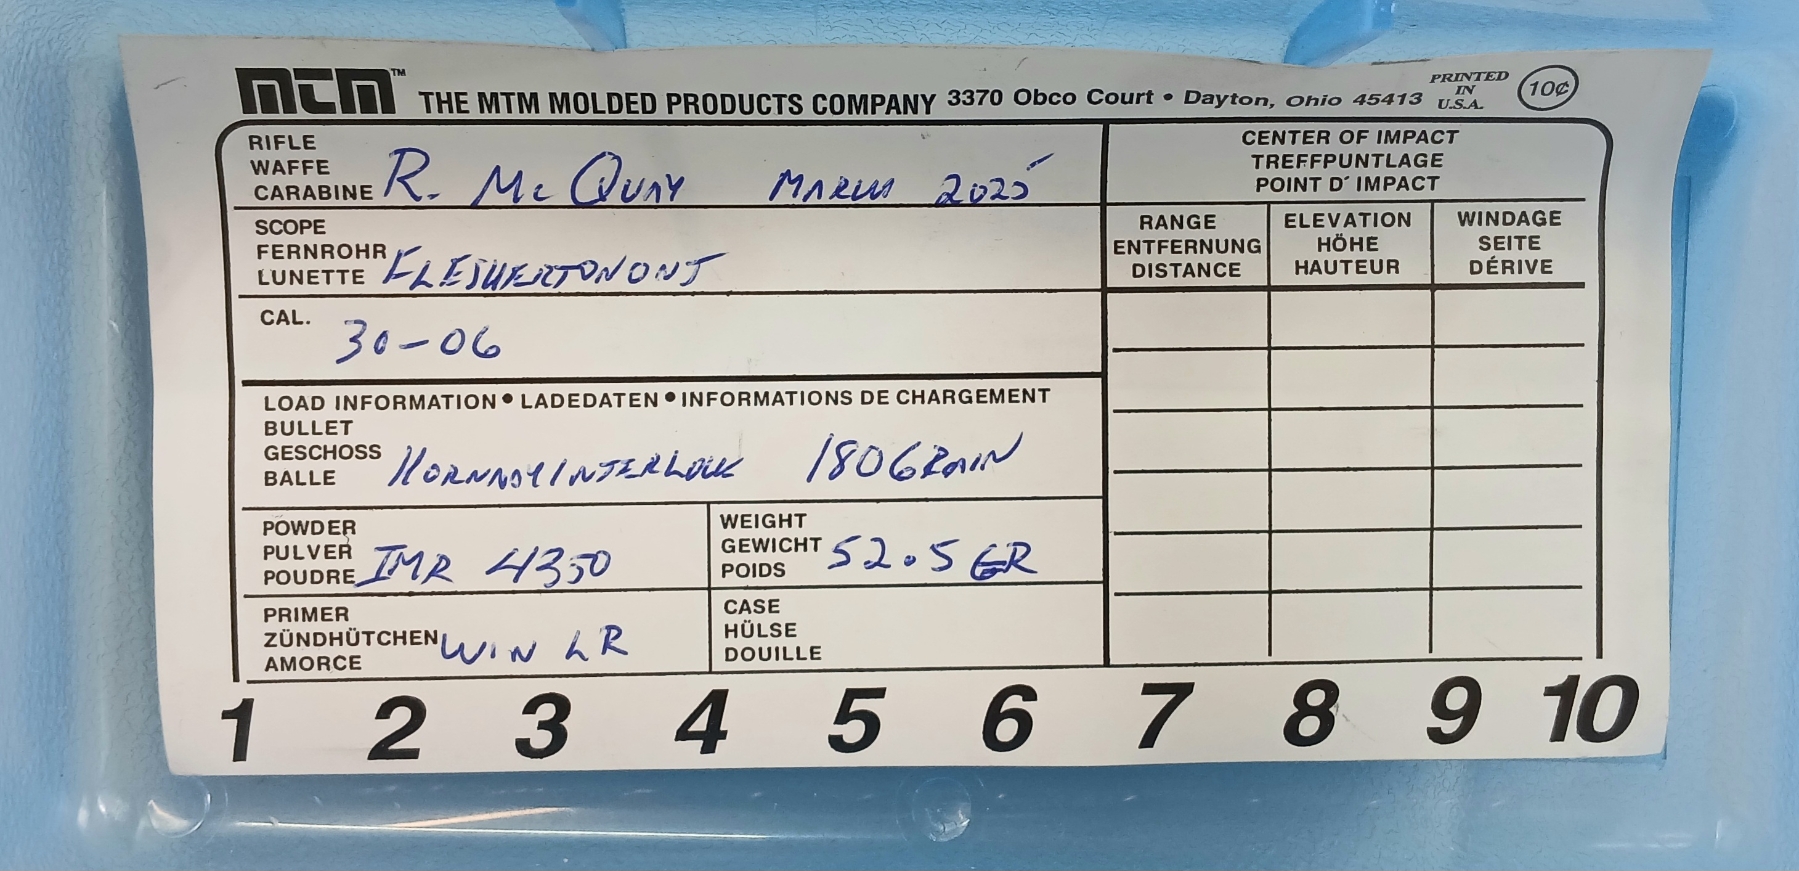 MTM™ THE MTM MOLDED PRODUCTS COMPANY 3370 Obco Court • Dayton, Ohio 45413 PRINTED IN U.S.A. 10¢
RIFLE
WAFFE
CARABINE R. McQUAY MARCH 2025
SCOPE
FERNROHR
LUNETTE FLESHERTON ONT
CAL.
30-06
LOAD INFORMATION • LADEDATEN • INFORMATIONS DE CHARGEMENT
BULLET
GESCHOSS
BALLE HORNADY INTERLOCK 180 GRAIN
POWDER
PULVER
POUDRE IMR 4350
WEIGHT
GEWICHT
POIDS 52.5 GR
PRIMER
ZÜNDHÜTCHEN
AMORCE WIN LR
CASE
HÜLSE
DOUILLE
CENTER OF IMPACT
TREFFPUNTLAGE
POINT D´ IMPACT
RANGE
ENTFERNUNG
DISTANCE
ELEVATION
HÖHE
HAUTEUR
WINDAGE
SEITE
DÉRIVE
1 2 3 4 5 6 7 8 9 10